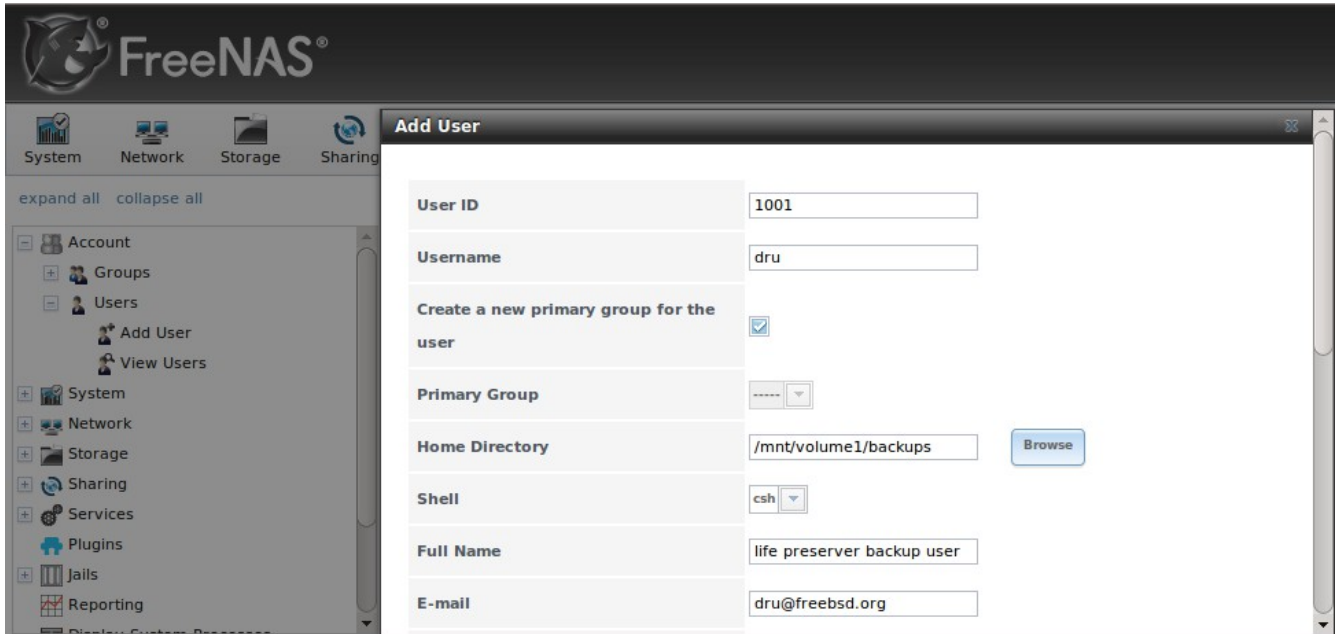 FreeNAS®
System Network Storage Sharing
expand all collapse all
Account
Groups
Users
Add User
View Users
System
Network
Storage
Sharing
Services
Plugins
Jails
Reporting
Display System Processes
Add User
User ID 1001
Username dru
Create a new primary group for the
user
Primary Group -----
Home Directory /mnt/volume1/backups Browse
Shell csh
Full Name life preserver backup user
E-mail dru@freebsd.org